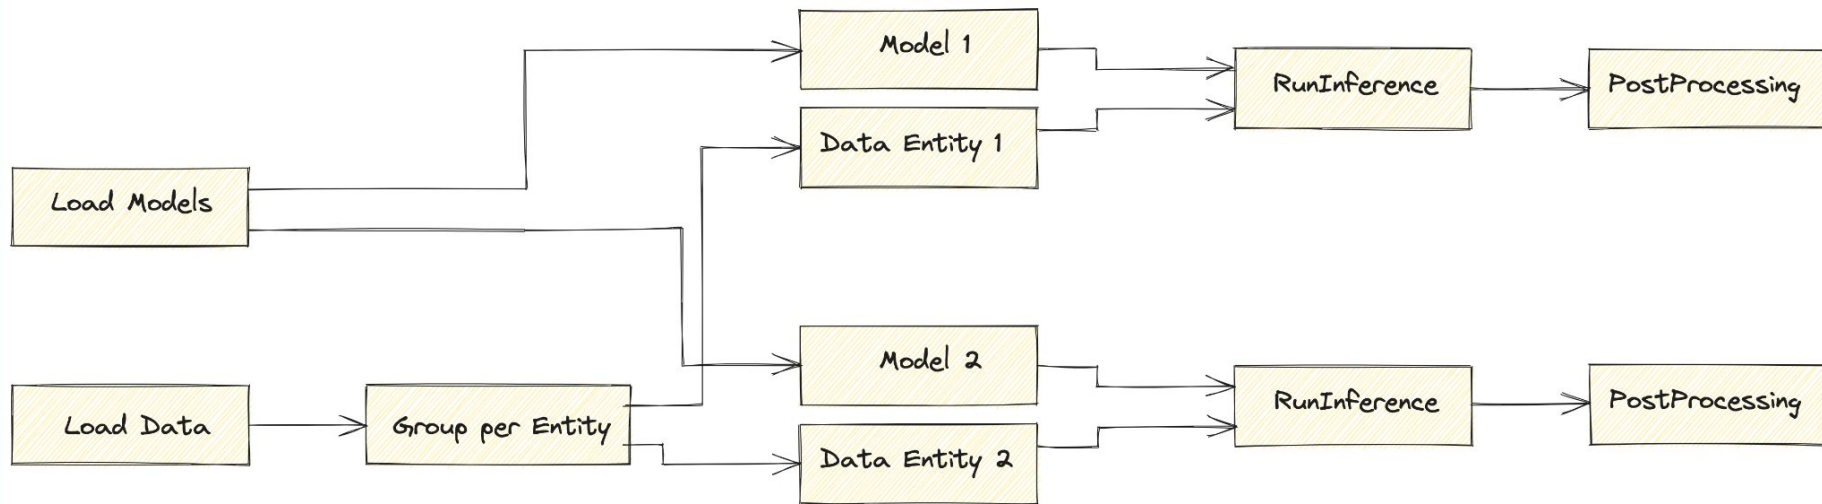 Model 1
RunInference
PostProcessing
Data Entity 1
Load Models
Model 2
RunInference
PostProcessing
Load Data
Group per Entity
Data Entity 2